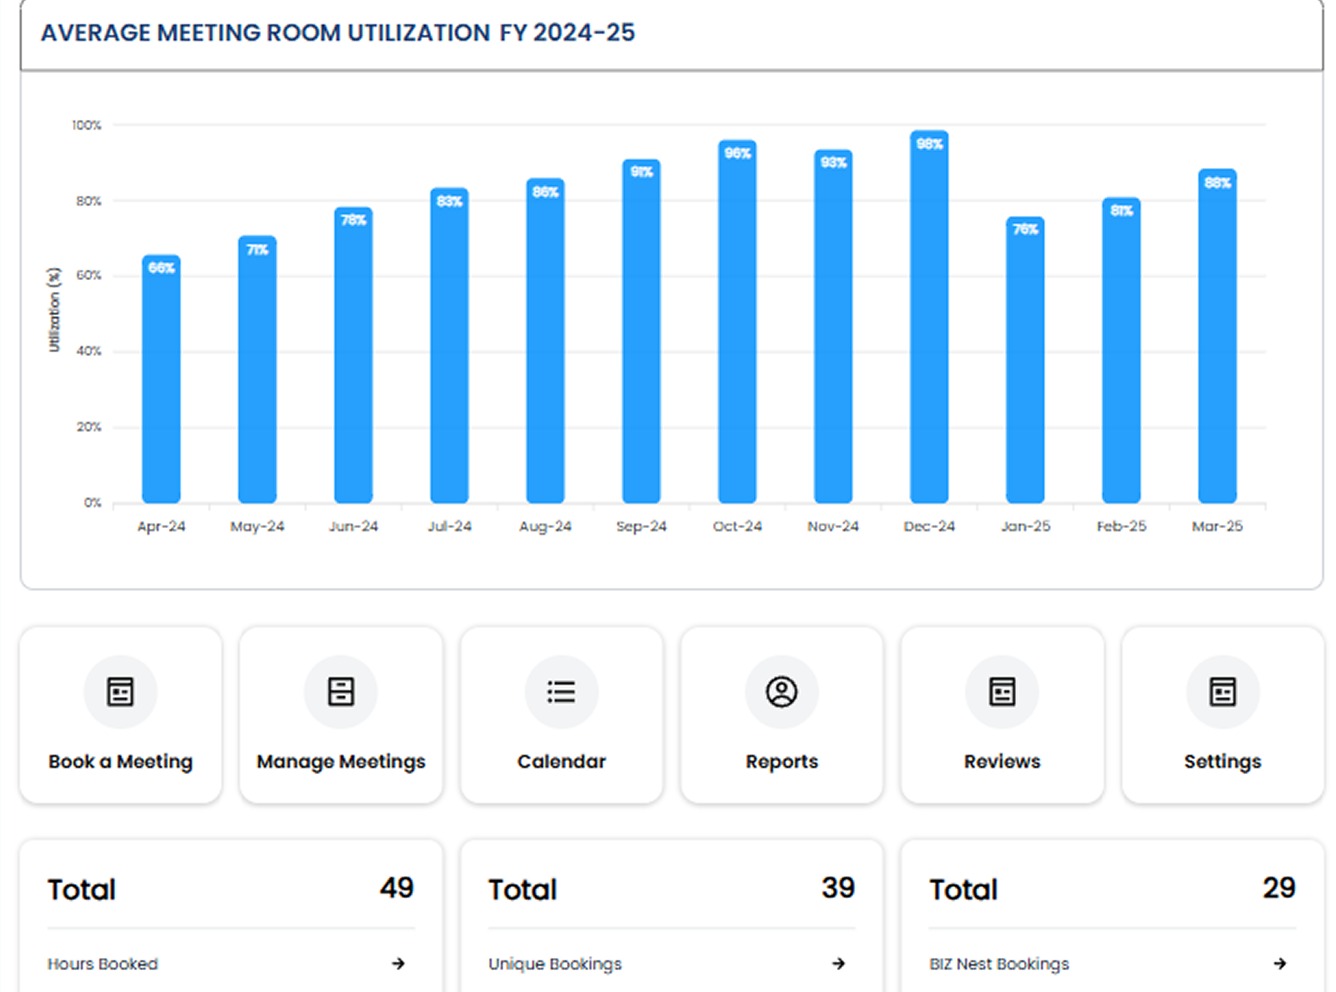 AVERAGE MEETING ROOM UTILIZATION FY 2024-25
100%
80%
60%
40%
20%
0%
Utilization (%)
66%
71%
78%
83%
86%
91%
96%
93%
98%
76%
81%
88%
Apr-24 May-24 Jun-24 Jul-24 Aug-24 Sep-24 Oct-24 Nov-24 Dec-24 Jan-25 Feb-25 Mar-25
Book a Meeting Manage Meetings Calendar Reports Reviews Settings
Total 49
Hours Booked
Total 39
Unique Bookings
Total 29
BIZ Nest Bookings